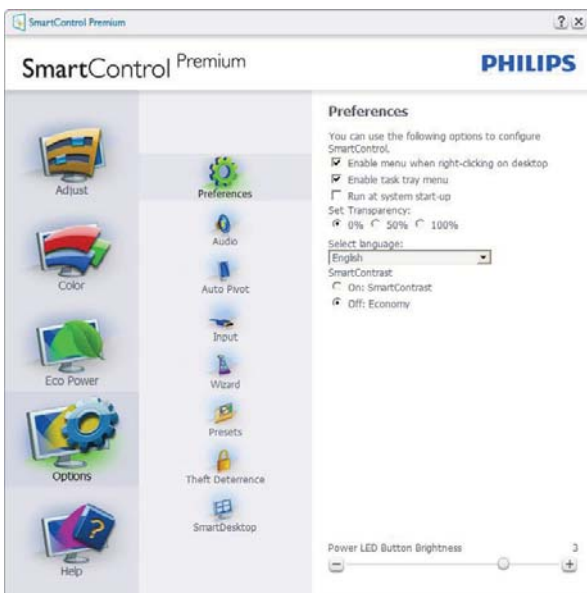 SmartControl Premium
SmartControl Premium
PHILIPS
Adjust
Color
Eco Power
Options
Help
Preferences
Audio
Auto Pivot
Input
Wizard
Presets
Theft Deterrence
SmartDesktop
Preferences
You can use the following options to configure
SmartControl.
Enable menu when right-clicking on desktop
Enable task tray menu
Run at system start-up
Set Transparency:
0% 50% 100%
Select language:
English
SmartContrast
On: SmartContrast
Off: Economy
Power LED Button Brightness 3